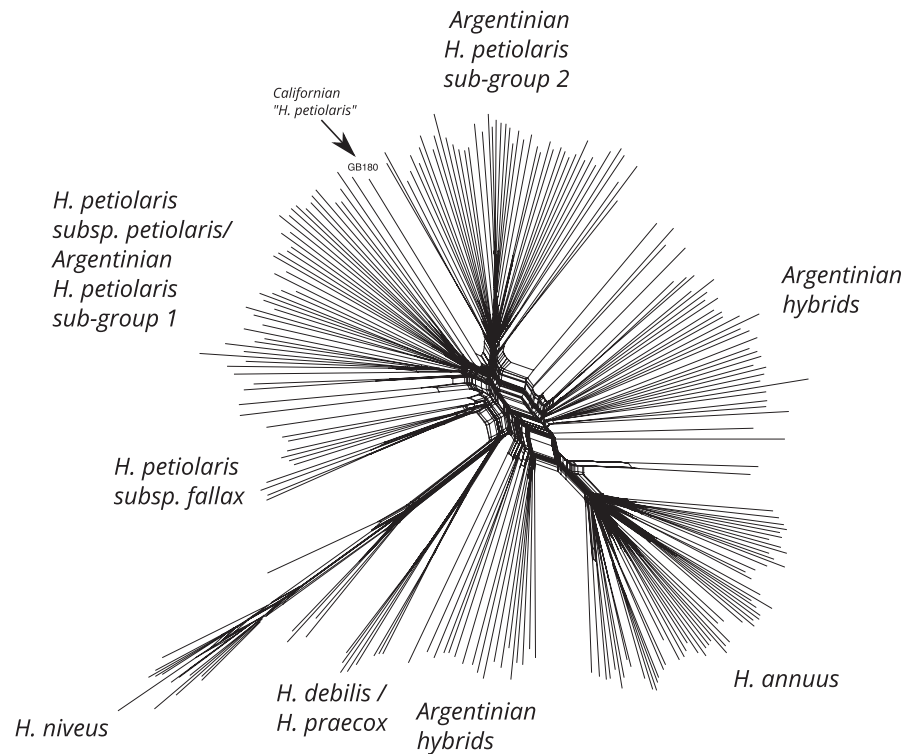 Argentinian
H. petiolaris
sub-group 2
Californian
"H. petiolaris"
GB180
H. petiolaris
subsp. petiolaris/
Argentinian
H. petiolaris
sub-group 1
Argentinian
hybrids
H. petiolaris
subsp. fallax
H. niveus
H. debilis /
H. praecox
Argentinian
hybrids
H. annuus